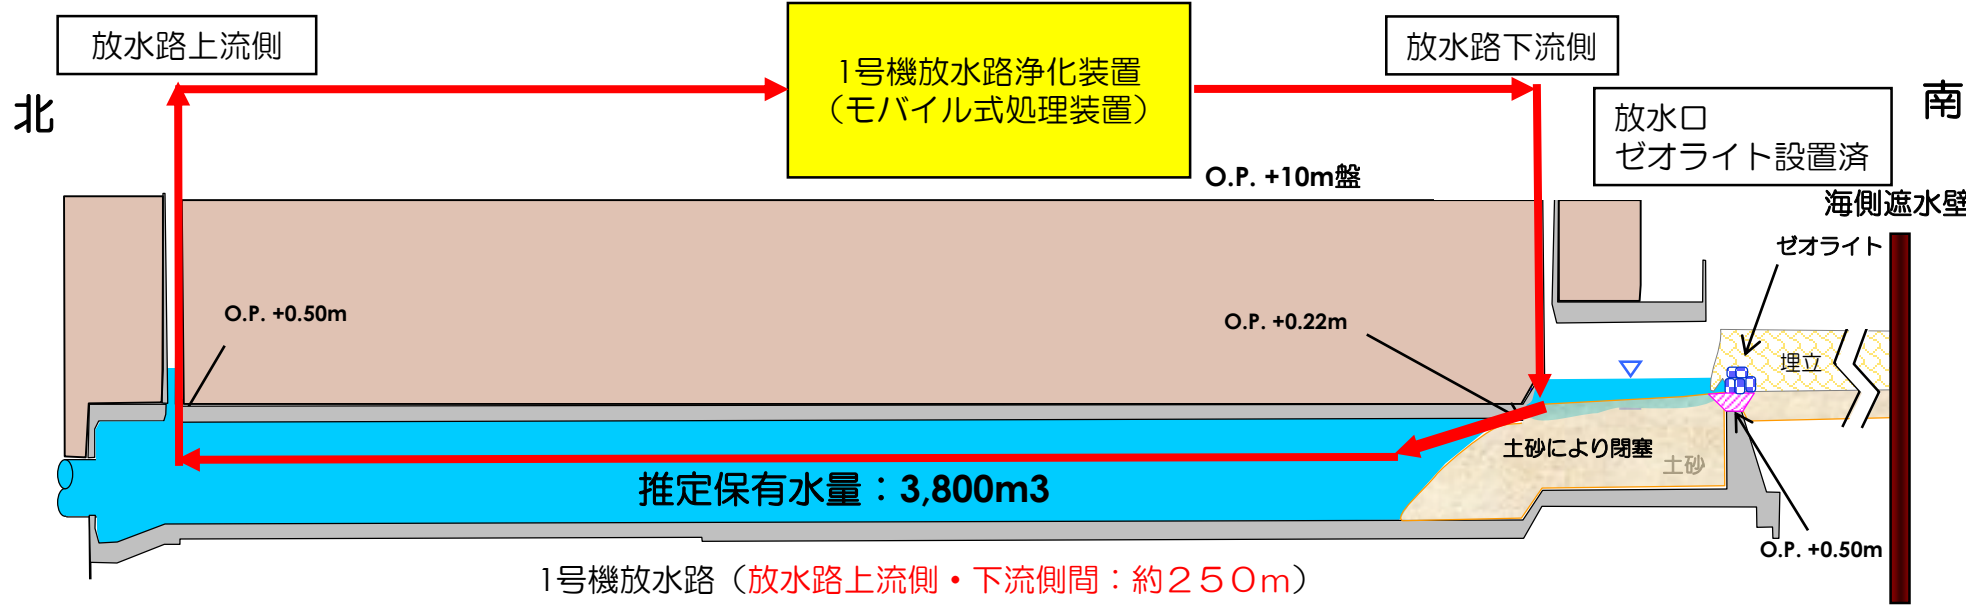 放水路上流側
1号機放水路浄化装置
（モバイル式処理装置）
放水路下流側
北
南
放水口
ゼオライト設置済
O.P. +10m盤
海側遮水壁
ゼオライト
O.P. +0.50m
O.P. +0.22m
埋立
土砂により閉塞
土砂
推定保有水量：3,800m3
O.P. +0.50m
1号機放水路（放水路上流側・下流側間：約２５０ｍ）